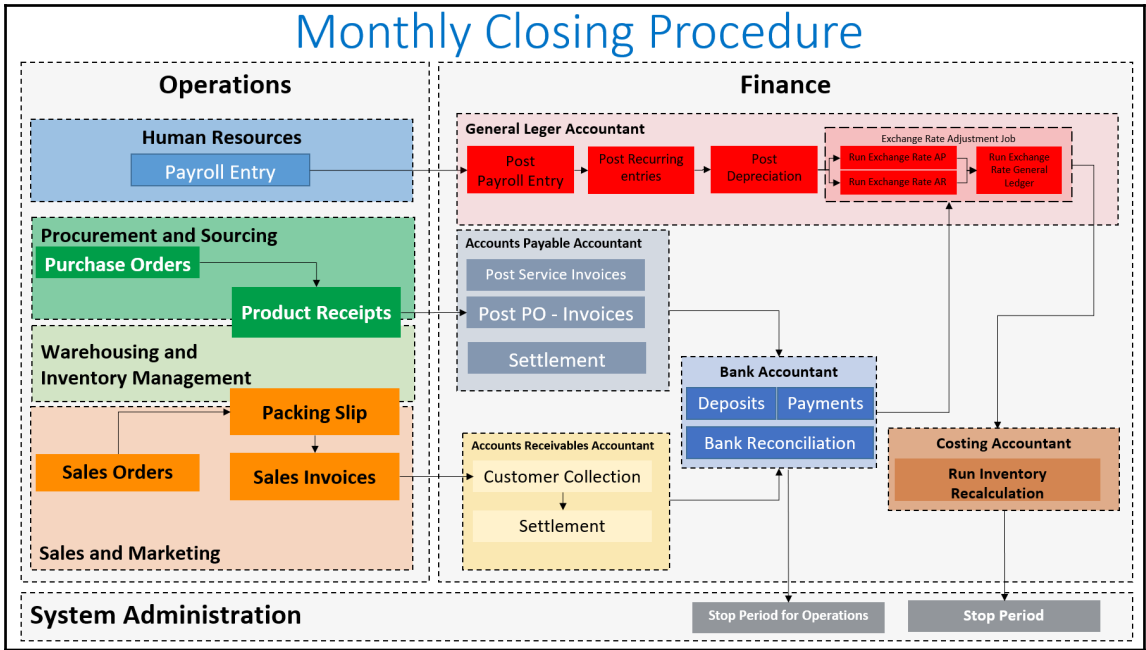 Monthly Closing Procedure
Operations
Human Resources
Payroll Entry
Procurement and Sourcing
Purchase Orders
Product Receipts
Warehousing and
Inventory Management
Packing Slip
Sales Orders
Sales Invoices
Sales and Marketing
Finance
General Leger Accountant
Post
Payroll Entry
Post Recurring
entries
Post
Depreciation
Exchange Rate Adjustment Job
Run Exchange Rate AP
Run Exchange Rate AR
Run Exchange
Rate General
Ledger
Accounts Payable Accountant
Post Service Invoices
Post PO - Invoices
Settlement
Bank Accountant
Deposits
Payments
Bank Reconciliation
Accounts Receivables Accountant
Customer Collection
Settlement
Costing Accountant
Run Inventory
Recalculation
System Administration
Stop Period for Operations
Stop Period